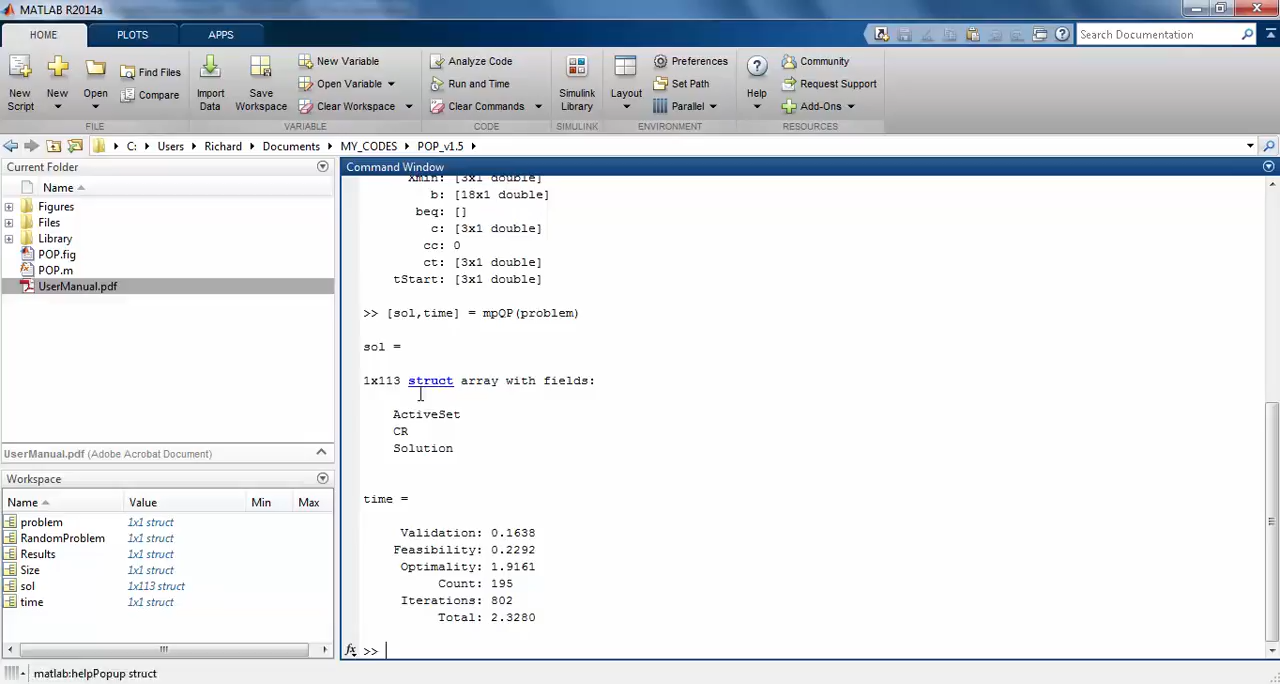 MATLAB R2014a
HOME PLOTS APPS
Search Documentation
New Script
New
Open
Find Files
Compare
FILE
Import Data
Save Workspace
New Variable
Open Variable
Clear Workspace
VARIABLE
Analyze Code
Run and Time
Clear Commands
CODE
Simulink Library
SIMULINK
Layout
Preferences
Set Path
Parallel
ENVIRONMENT
Help
Community
Request Support
Add-Ons
RESOURCES
C: Users Richard Documents MY_CODES POP_v1.5
Current Folder
Name
Figures
Files
Library
POP.fig
POP.m
UserManual.pdf
UserManual.pdf (Adobe Acrobat Document)
Workspace
Name Value Min Max
problem 1x1 struct
RandomProblem 1x1 struct
Results 1x1 struct
Size 1x1 struct
sol 1x113 struct
time 1x1 struct
Command Window
Xmin: [3x1 double]
b: [18x1 double]
beq: []
c: [3x1 double]
cc: 0
ct: [3x1 double]
tStart: [3x1 double]
>> [sol,time] = mpQP(problem)
sol =
1x113 struct array with fields:
ActiveSet
CR
Solution
time =
Validation: 0.1638
Feasibility: 0.2292
Optimality: 1.9161
Count: 195
Iterations: 802
Total: 2.3280
fx >>
matlab:helpPopup struct